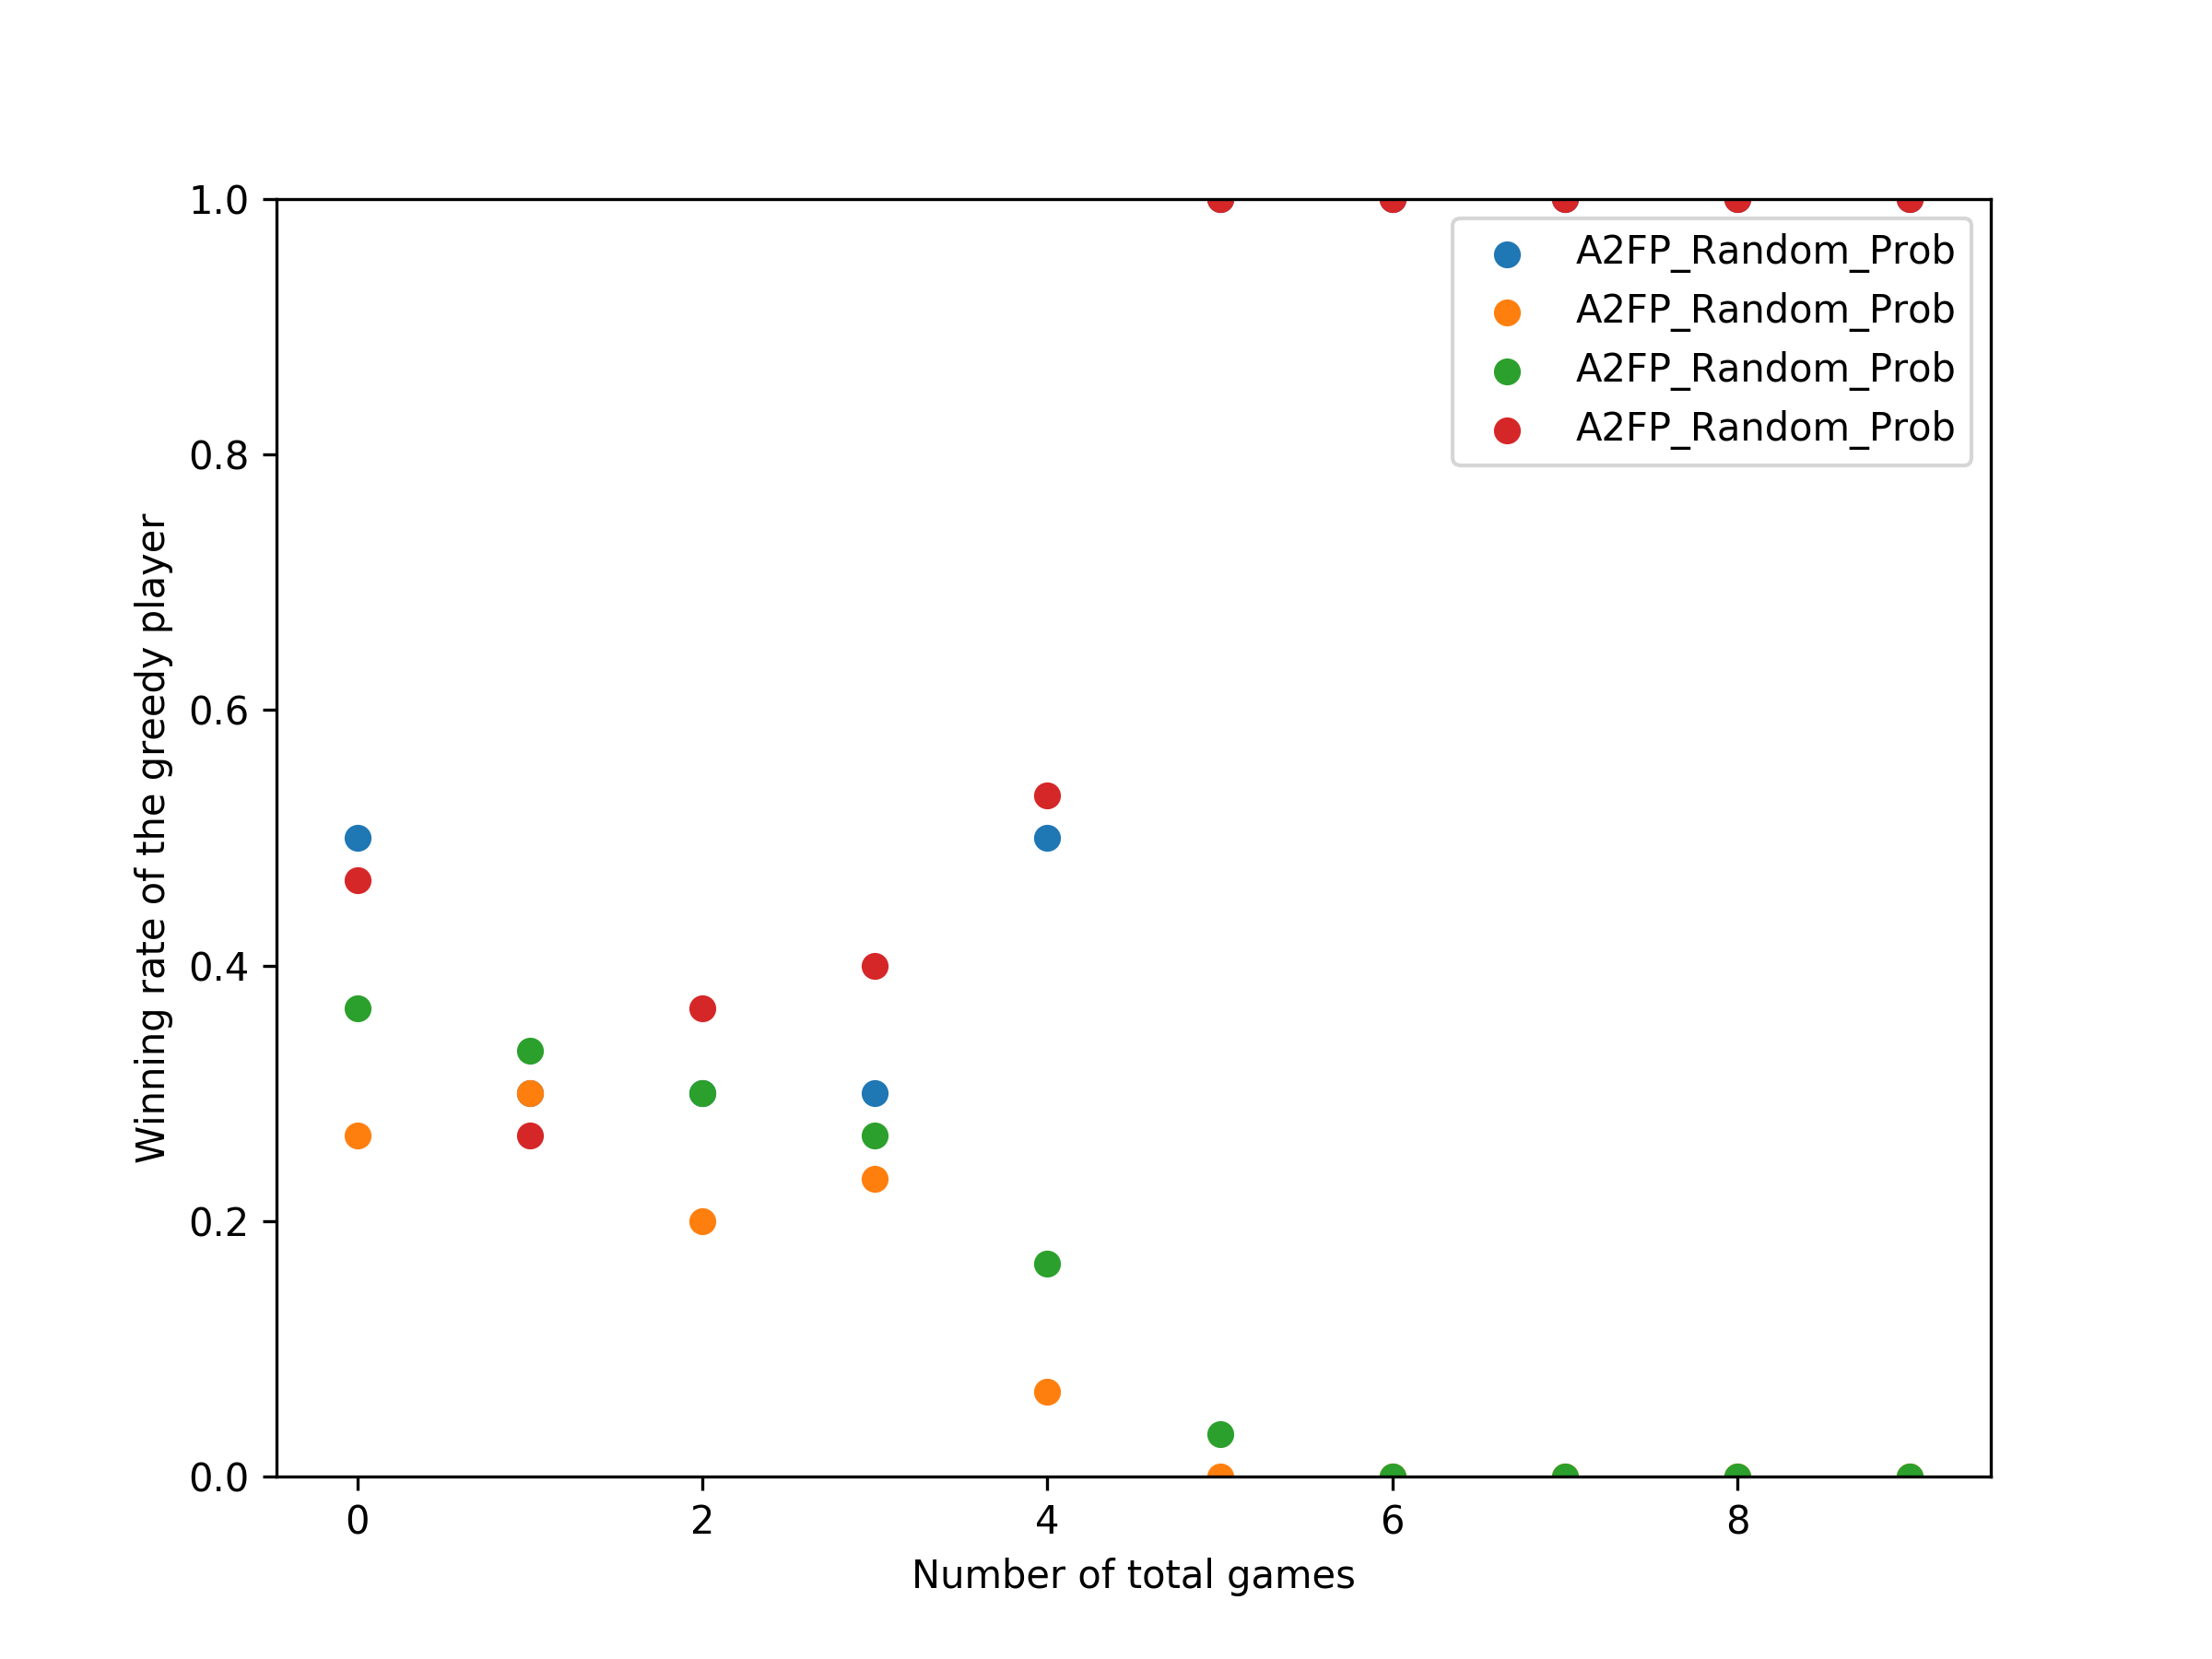 1.0
0.8
0.6
0.4
0.2
0.0
Winning rate of the greedy player
A2FP_Random_Prob
A2FP_Random_Prob
A2FP_Random_Prob
A2FP_Random_Prob
0 2 4 6 8
Number of total games